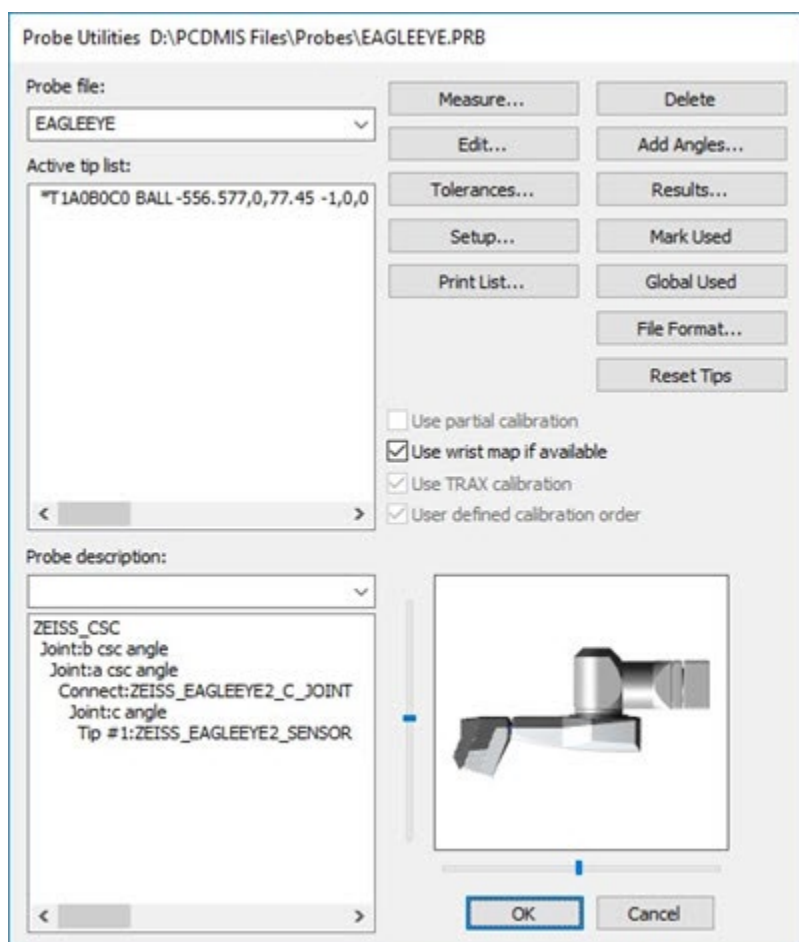 Probe Utilities  D:\PCDMIS Files\Probes\EAGLEEYE.PRB
Probe file:
EAGLEEYE
Active tip list:
*T1A0B0C0 BALL -556.577,0,77.45 -1,0,0
Measure...
Delete
Edit...
Add Angles...
Tolerances...
Results...
Setup...
Mark Used
Print List...
Global Used
File Format...
Reset Tips
Use partial calibration
Use wrist map if available
Use TRAX calibration
User defined calibration order
Probe description:
ZEISS_CSC
Joint:b csc angle
Joint:a csc angle
Connect:ZEISS_EAGLEEYE2_C_JOINT
Joint:c angle
Tip #1:ZEISS_EAGLEEYE2_SENSOR
OK
Cancel